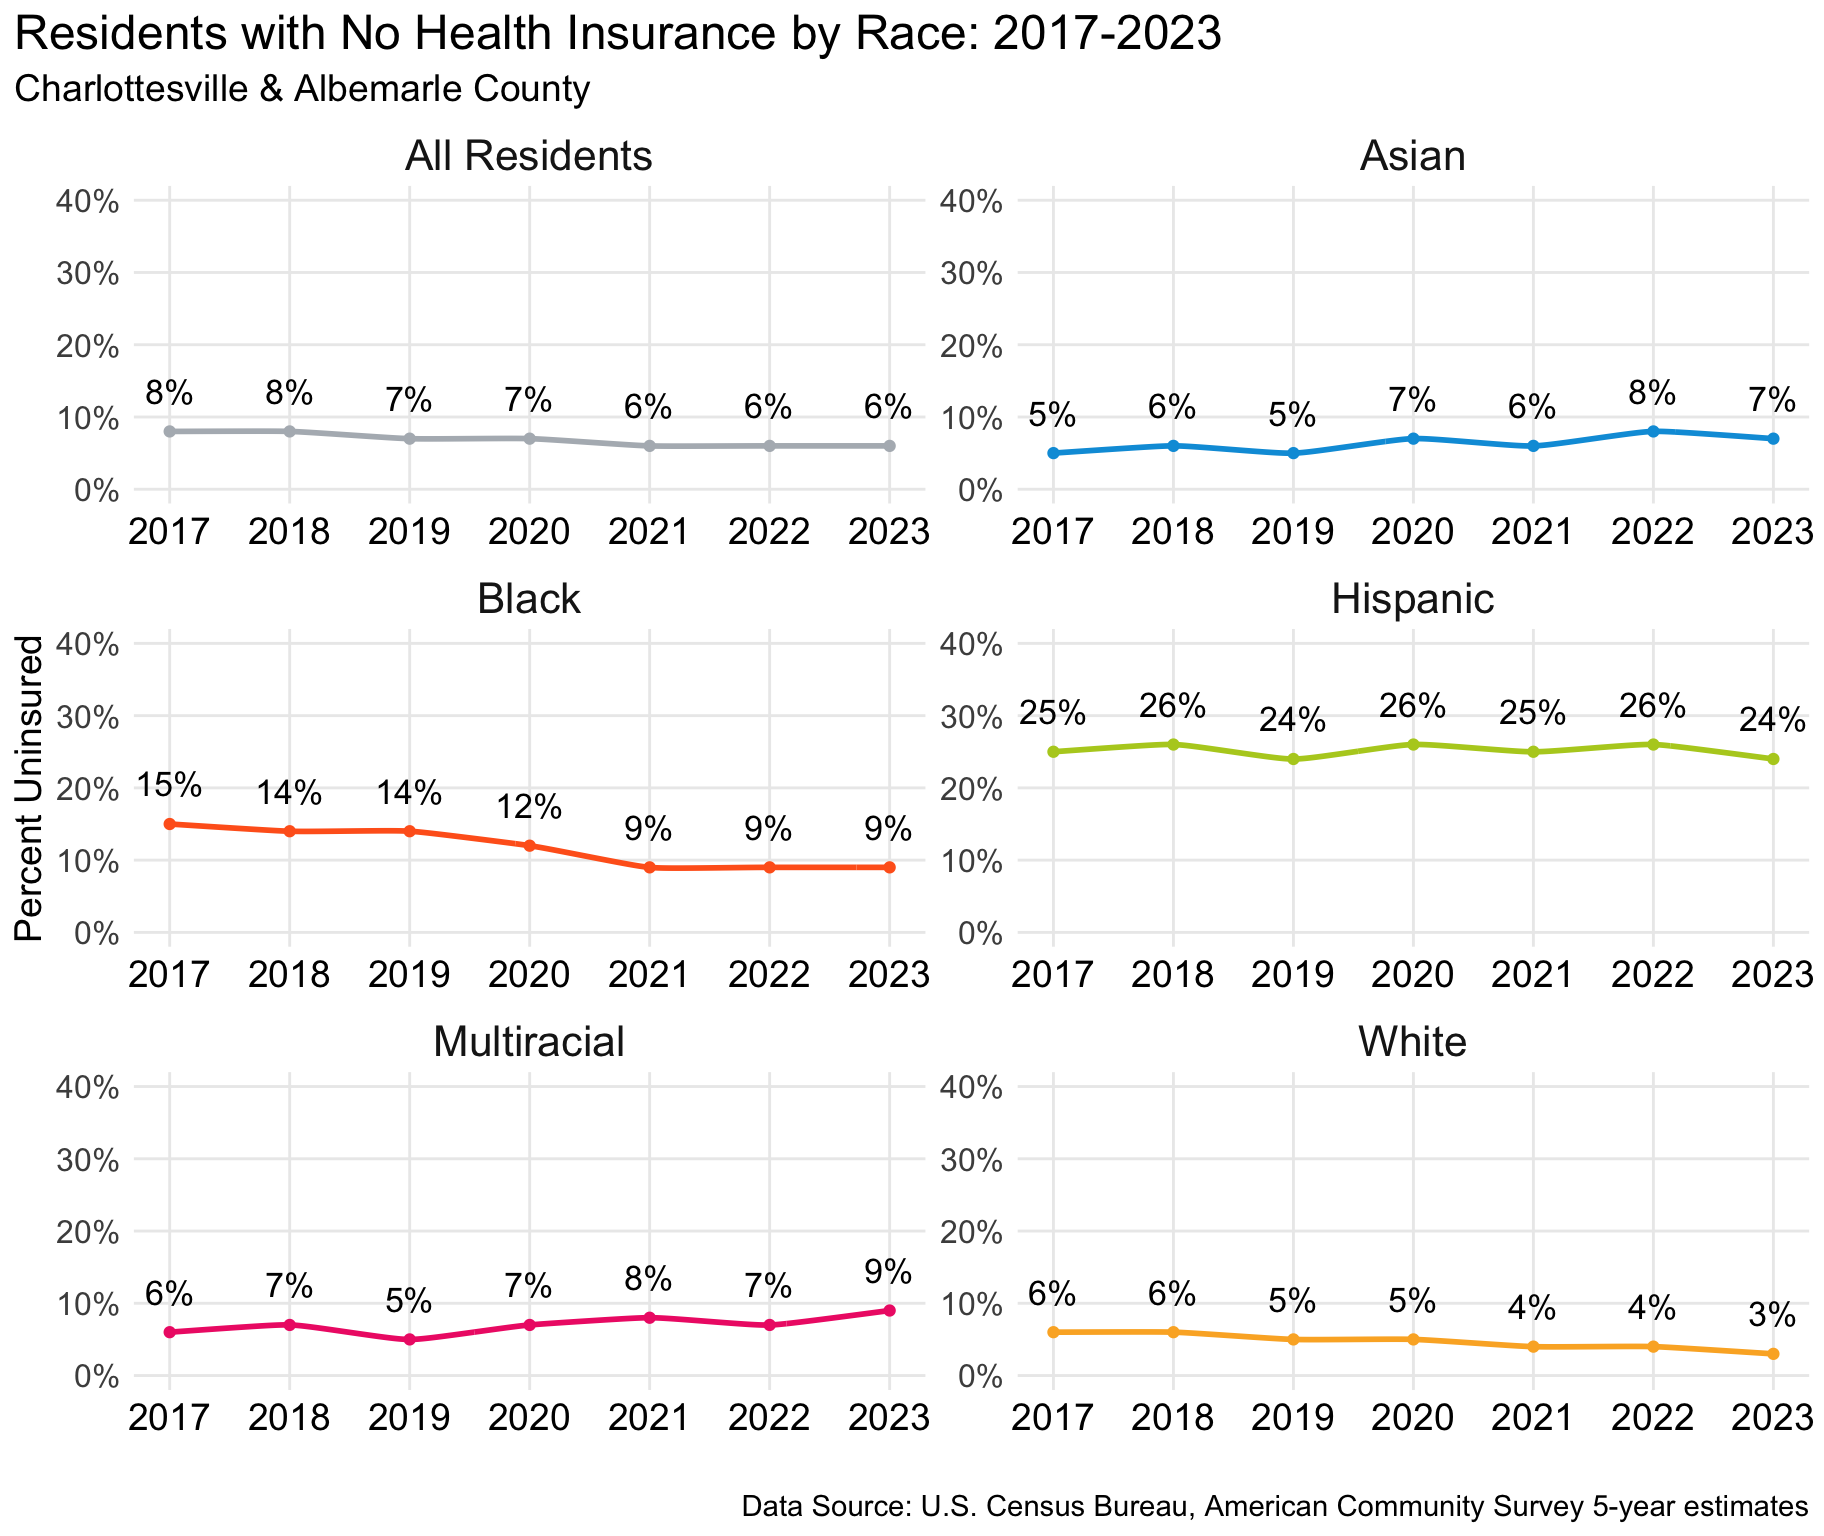 Residents with No Health Insurance by Race: 2017-2023
Charlottesville & Albemarle County
All Residents
40%
30%
20%
10%
0%
8% 8% 7% 7% 6% 6% 6%
2017 2018 2019 2020 2021 2022 2023
Asian
40%
30%
20%
10%
0%
5% 6% 5% 7% 6% 8% 7%
2017 2018 2019 2020 2021 2022 2023
Percent Uninsured
Black
40%
30%
20%
10%
0%
15% 14% 14% 12% 9% 9% 9%
2017 2018 2019 2020 2021 2022 2023
Hispanic
40%
30%
20%
10%
0%
25% 26% 24% 26% 25% 26% 24%
2017 2018 2019 2020 2021 2022 2023
Multiracial
40%
30%
20%
10%
0%
6% 7% 5% 7% 8% 7% 9%
2017 2018 2019 2020 2021 2022 2023
White
40%
30%
20%
10%
0%
6% 6% 5% 5% 4% 4% 3%
2017 2018 2019 2020 2021 2022 2023
Data Source: U.S. Census Bureau, American Community Survey 5-year estimates